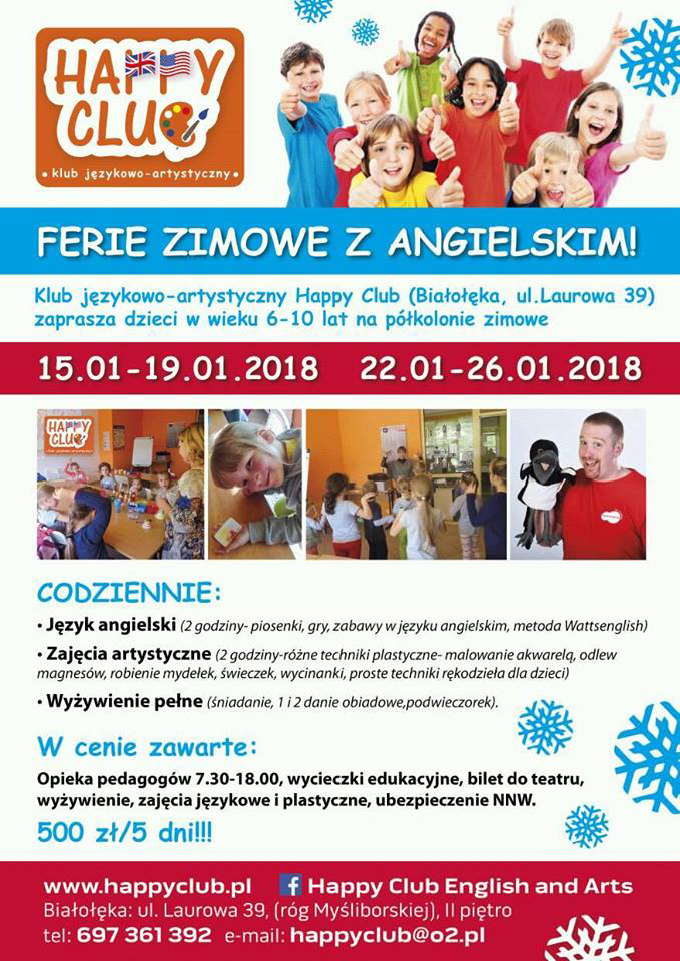 HAPPY
CLUB
• klub językowo-artystyczny •
FERIE ZIMOWE Z ANGIELSKIM!
Klub językowo-artystyczny Happy Club (Białołęka, ul.Laurowa 39)
zaprasza dzieci w wieku 6-10 lat na półkolonie zimowe
15.01-19.01.2018 22.01-26.01.2018
HAPPY
CLUB
CODZIENNIE:
• Język angielski (2 godziny- piosenki, gry, zabawy w języku angielskim, metoda Wattsenglish)
• Zajęcia artystyczne (2 godziny-różne techniki plastyczne- malowanie akwarelą, odlew
magnesów, robienie mydełek, świeczek, wycinanki, proste techniki rękodzieła dla dzieci)
• Wyżywienie pełne (śniadanie, 1 i 2 danie obiadowe,podwieczorek).
W cenie zawarte:
Opieka pedagogów 7.30-18.00, wycieczki edukacyjne, bilet do teatru,
wyżywienie, zajęcia językowe i plastyczne, ubezpieczenie NNW.
500 zł/5 dni!!!
www.happyclub.pl f Happy Club English and Arts
Białołęka: ul. Laurowa 39, (róg Myśliborskiej), II piętro
tel: 697 361 392 e-mail: happyclub@o2.pl